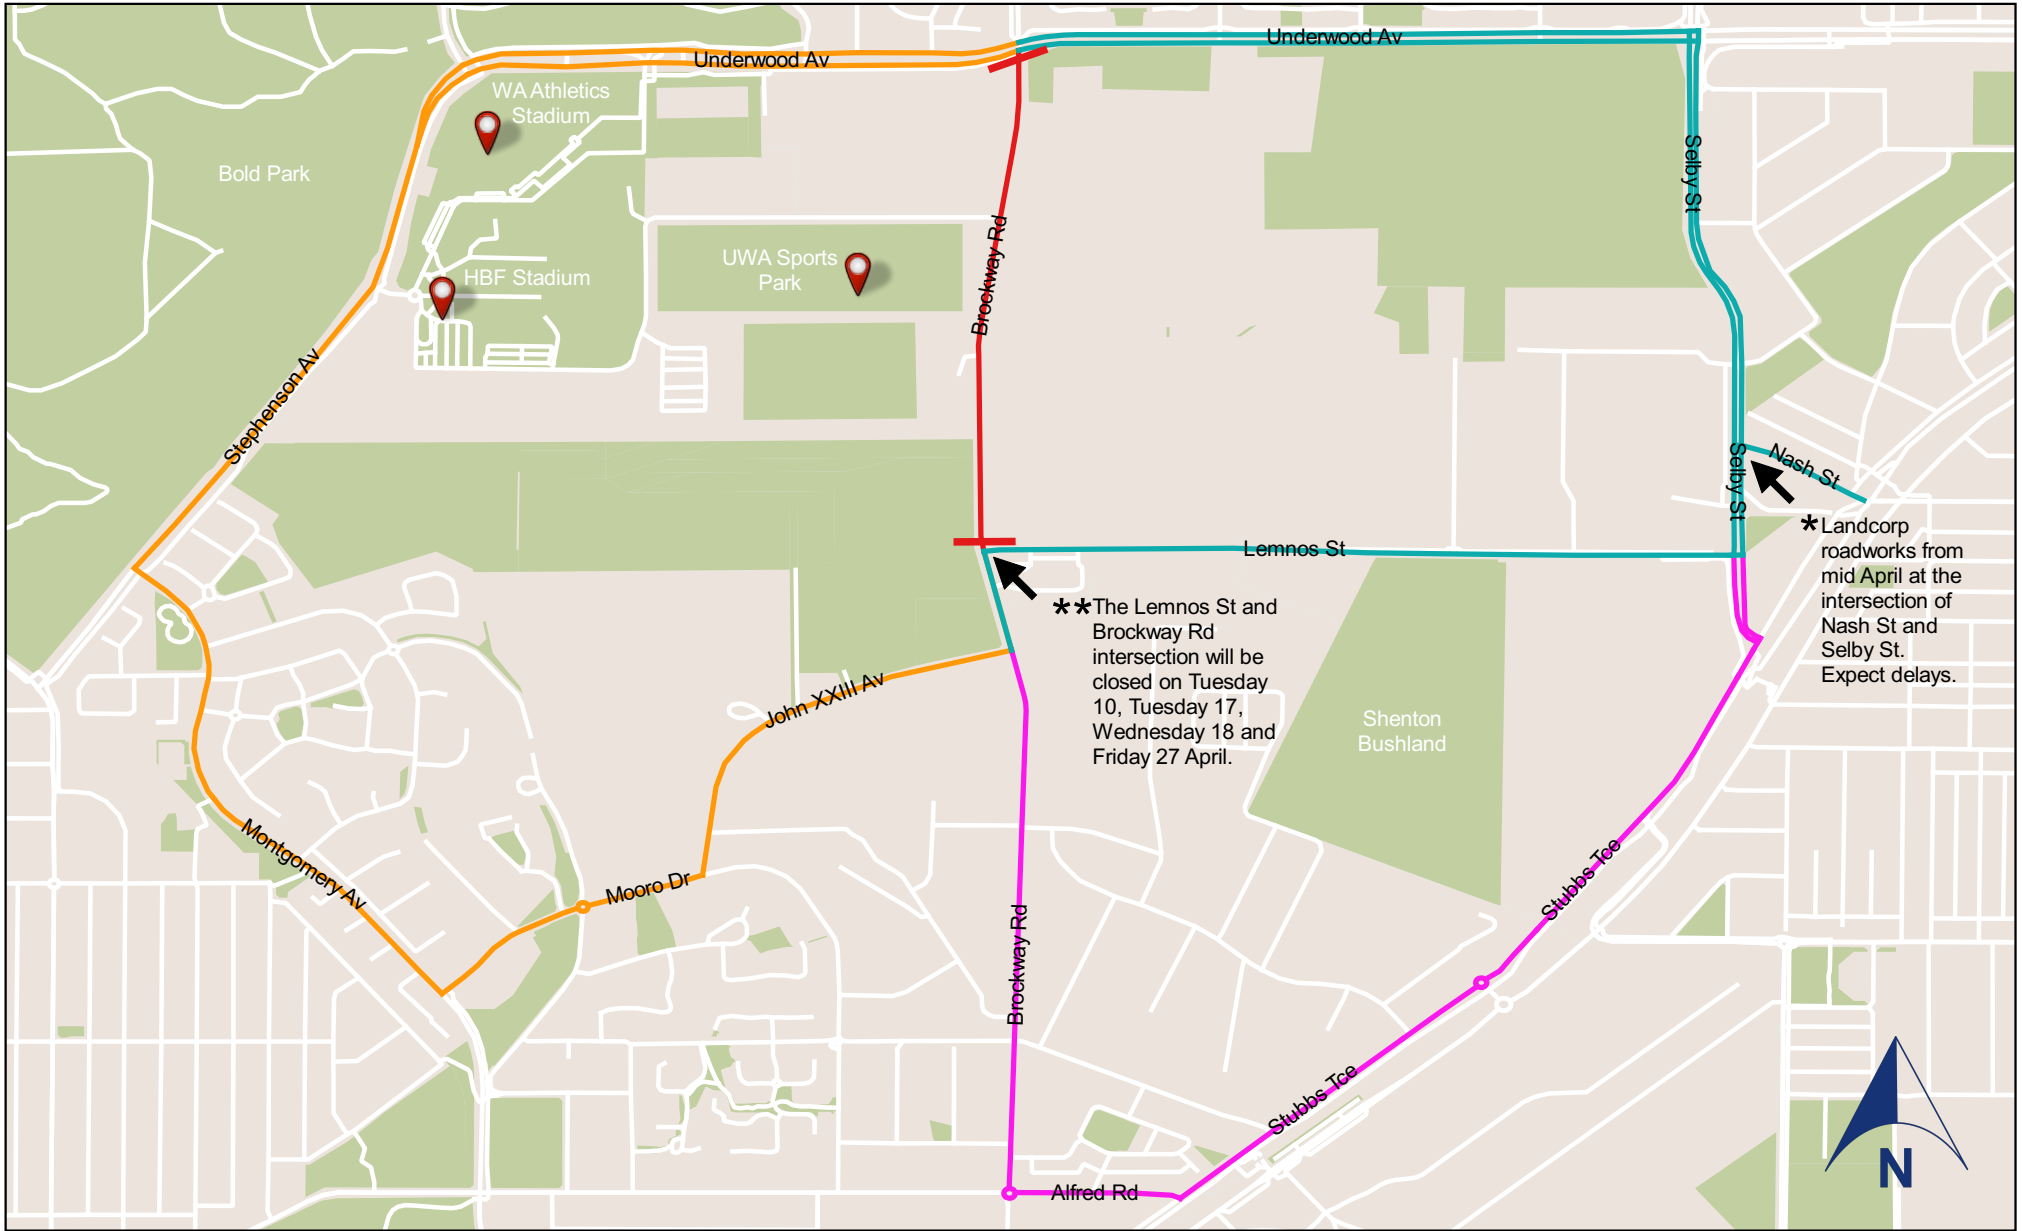 Underwood Av
Underwood Av
WA Athletics
Stadium
Bold Park
Selby St
HBF Stadium
UWA Sports
Park
Brockway Rd
Stephenson Av
Selby St
Nash St
*Landcorp
roadworks from
mid April at the
intersection of
Nash St and
Selby St.
Expect delays.
Lemnos St
**The Lemnos St and
Brockway Rd
intersection will be
closed on Tuesday
10, Tuesday 17,
Wednesday 18 and
Friday 27 April.
John XXIII Av
Shenton
Bushland
Montgomery Av
Mooro Dr
Stubbs Tce
Brockway Rd
Stubbs Tce
Alfred Rd
N